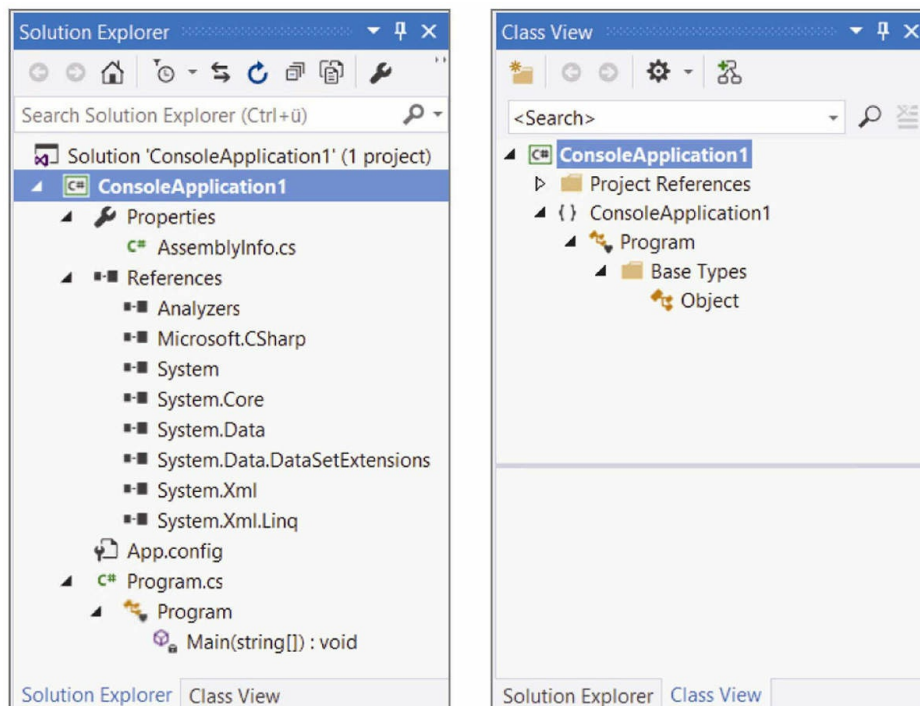 Solution Explorer
Search Solution Explorer (Ctrl+ü)
Solution 'ConsoleApplication1' (1 project)
C# ConsoleApplication1
Properties
C# AssemblyInfo.cs
References
Analyzers
Microsoft.CSharp
System
System.Core
System.Data
System.Data.DataSetExtensions
System.Xml
System.Xml.Linq
App.config
C# Program.cs
Program
Main(string[]) : void
Solution Explorer Class View
Class View
<Search>
C# ConsoleApplication1
Project References
{ } ConsoleApplication1
Program
Base Types
Object
Solution Explorer Class View